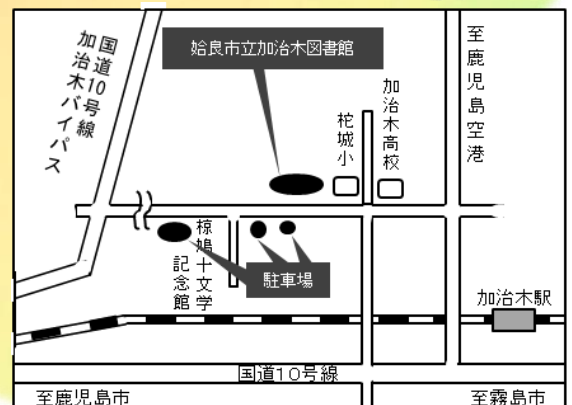 国道10号線
加治木バイパス
姶良市立加治木図書館
至鹿児島空港
加治木高校
柁城小
椋鳩十文学
記念館
駐車場
加治木駅
国道10号線
至鹿児島市
至霧島市